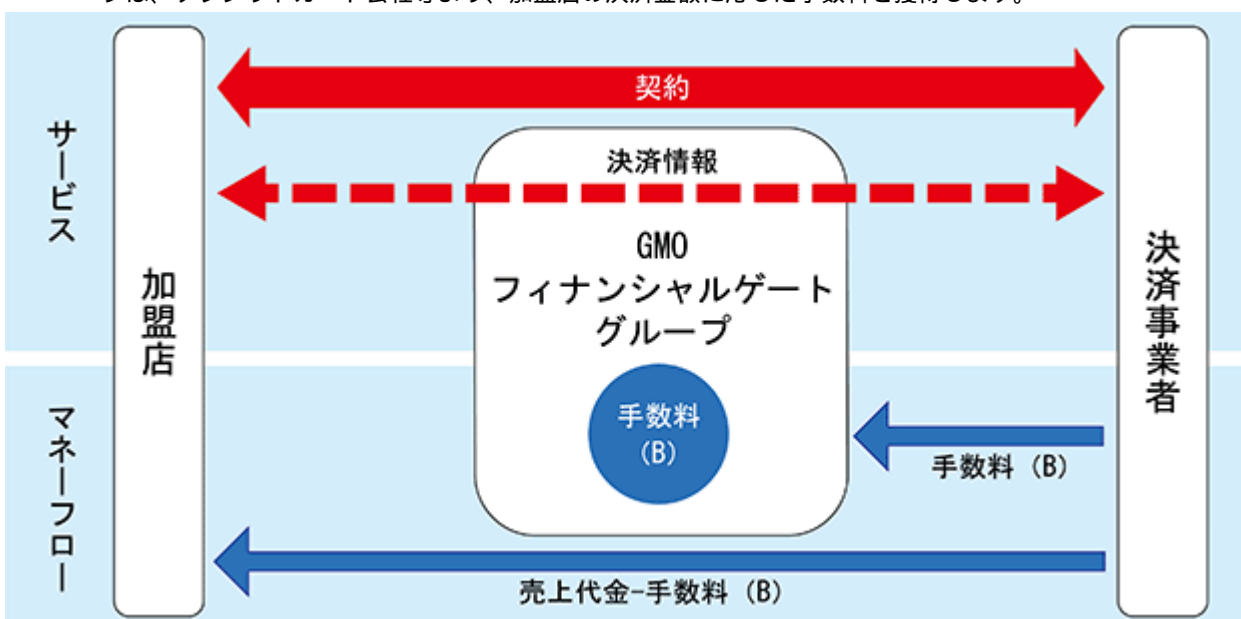 契約
サービス
決済情報
GMO
フィナンシャルゲート
グループ
加盟店
決済事業者
手数料
(B)
マネーフロー
手数料 (B)
売上代金-手数料 (B)